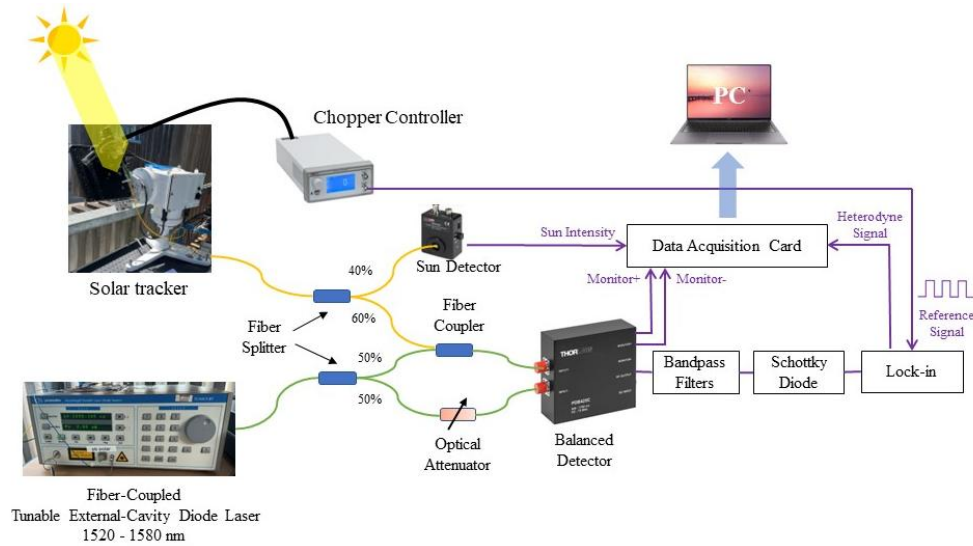 Chopper Controller
PC
Solar tracker
Sun Detector
Sun Intensity
Data Acquisition Card
Heterodyne
Signal
Monitor+
Monitor-
Reference
Signal
40%
60%
Fiber
Splitter
Fiber
Coupler
50%
50%
Optical
Attenuator
THORLABS
Balanced
Detector
Bandpass
Filters
Schottky
Diode
Lock-in
Fiber-Coupled
Tunable External-Cavity Diode Laser
1520 - 1580 nm